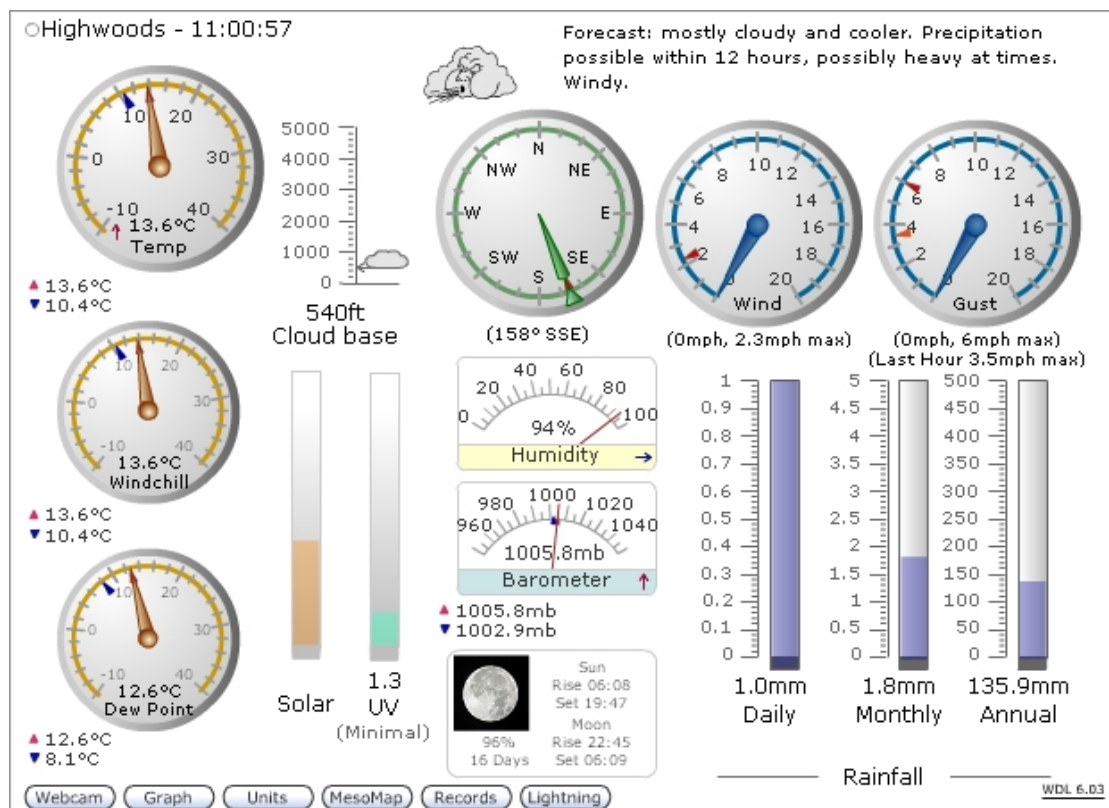 Highwoods - 11:00:57
Forecast: mostly cloudy and cooler. Precipitation
possible within 12 hours, possibly heavy at times.
Windy.
-10
0
10
20
30
40
13.6°C
Temp
13.6°C
10.4°C
5000
4000
3000
2000
1000
0
540ft
Cloud base
N
NE
E
SE
S
SW
W
NW
(158° SSE)
0
2
4
6
8
10
12
14
16
20
Wind
(0mph, 2.3mph max)
0
2
4
6
8
10
12
14
16
20
Gust
(0mph, 6mph max)
(Last Hour 3.5mph max)
-10
0
10
20
30
40
13.6°C
Windchill
13.6°C
10.4°C
-10
0
10
20
30
40
12.6°C
Dew Point
12.6°C
8.1°C
Solar
1.3
UV
(Minimal)
0
20
40
60
80
100
94%
Humidity
960
980
1000
1020
1040
1005.8mb
Barometer
1005.8mb
1002.9mb
96%
16 Days
Sun
Rise 06:08
Set 19:47
Moon
Rise 22:45
Set 06:09
1
0.9
0.8
0.7
0.6
0.5
0.4
0.3
0.2
0.1
0
1.0mm
Daily
5
4.5
4
3.5
3
2.5
2
1.5
1
0.5
0
1.8mm
Monthly
500
450
400
350
300
250
200
150
100
50
0
135.9mm
Annual
Rainfall
Webcam
Graph
Units
MesoMap
Records
Lightning
WDL 6.03